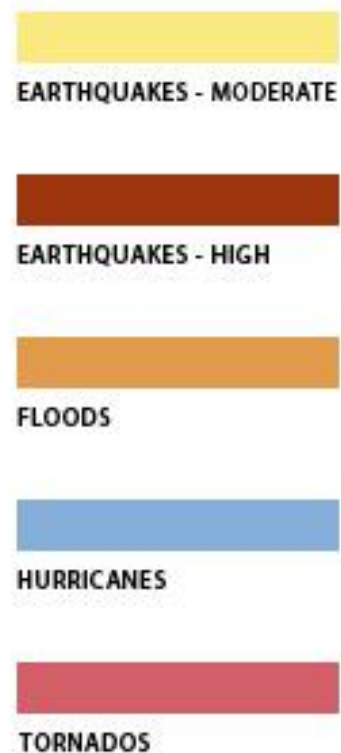 EARTHQUAKES - MODERATE
EARTHQUAKES - HIGH
FLOODS
HURRICANES
TORNADOS